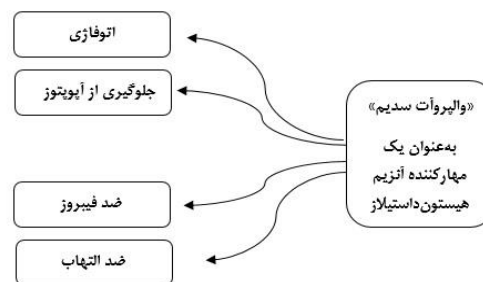 «والپروآت سدیم»
به‌عنوان یک
مهارکننده آنزیم
هیستون‌داستیلاز
اتوفاژی
جلوگیری از آپوپتوز
ضد فیبروز
ضد التهاب